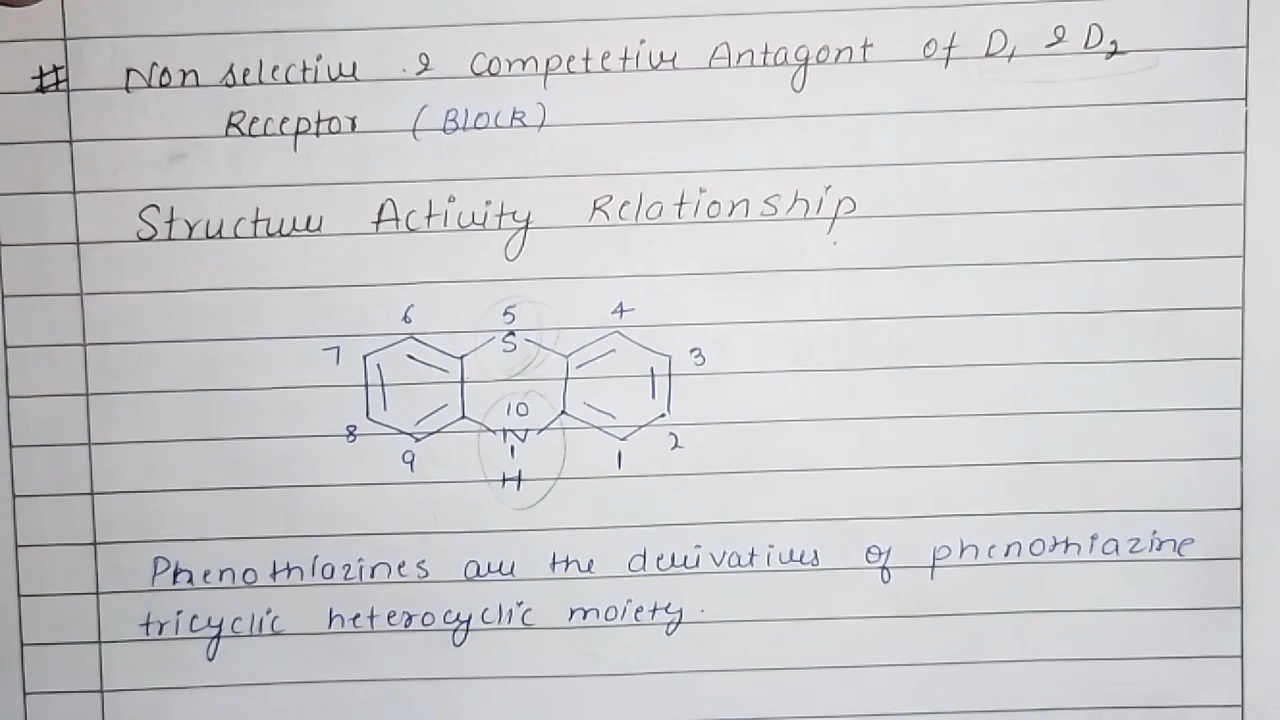 # Non selective & competetive Antagont of D1 & D2
Receptor (Block)
Structure Activity Relationship
6 5 4
7 S 3
10
8 N 2
9 H 1
Phenothiazines are the derivatives of phenothiazine
tricyclic heterocyclic moiety.